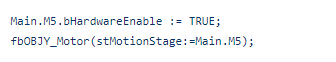 Main.M5.bHardwareEnable := TRUE;
fbOBJY_Motor(stMotionStage:=Main.M5);